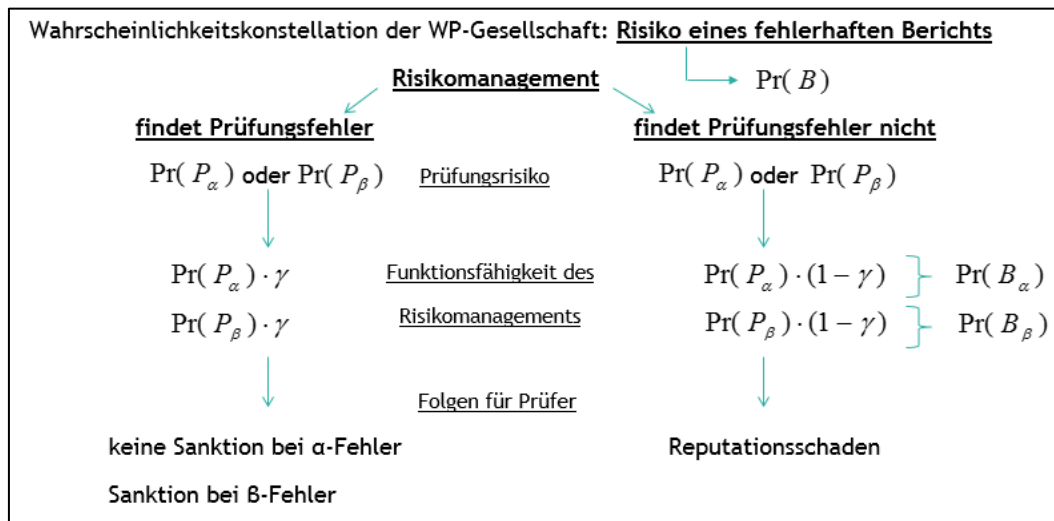 Wahrscheinlichkeitskonstellation der WP-Gesellschaft: Risiko eines fehlerhaften Berichts
Risikomanagement Pr( B )
findet Prüfungsfehler findet Prüfungsfehler nicht
Pr( P_α ) oder Pr( P_β ) Prüfungsrisiko Pr( P_α ) oder Pr( P_β )
Pr( P_α ) · γ Funktionsfähigkeit des Pr( P_α ) · (1 − γ ) } Pr( B_α )
Pr( P_β ) · γ Risikomanagements Pr( P_β ) · (1 − γ ) } Pr( B_β )
Folgen für Prüfer
keine Sanktion bei α-Fehler Reputationsschaden
Sanktion bei ß-Fehler